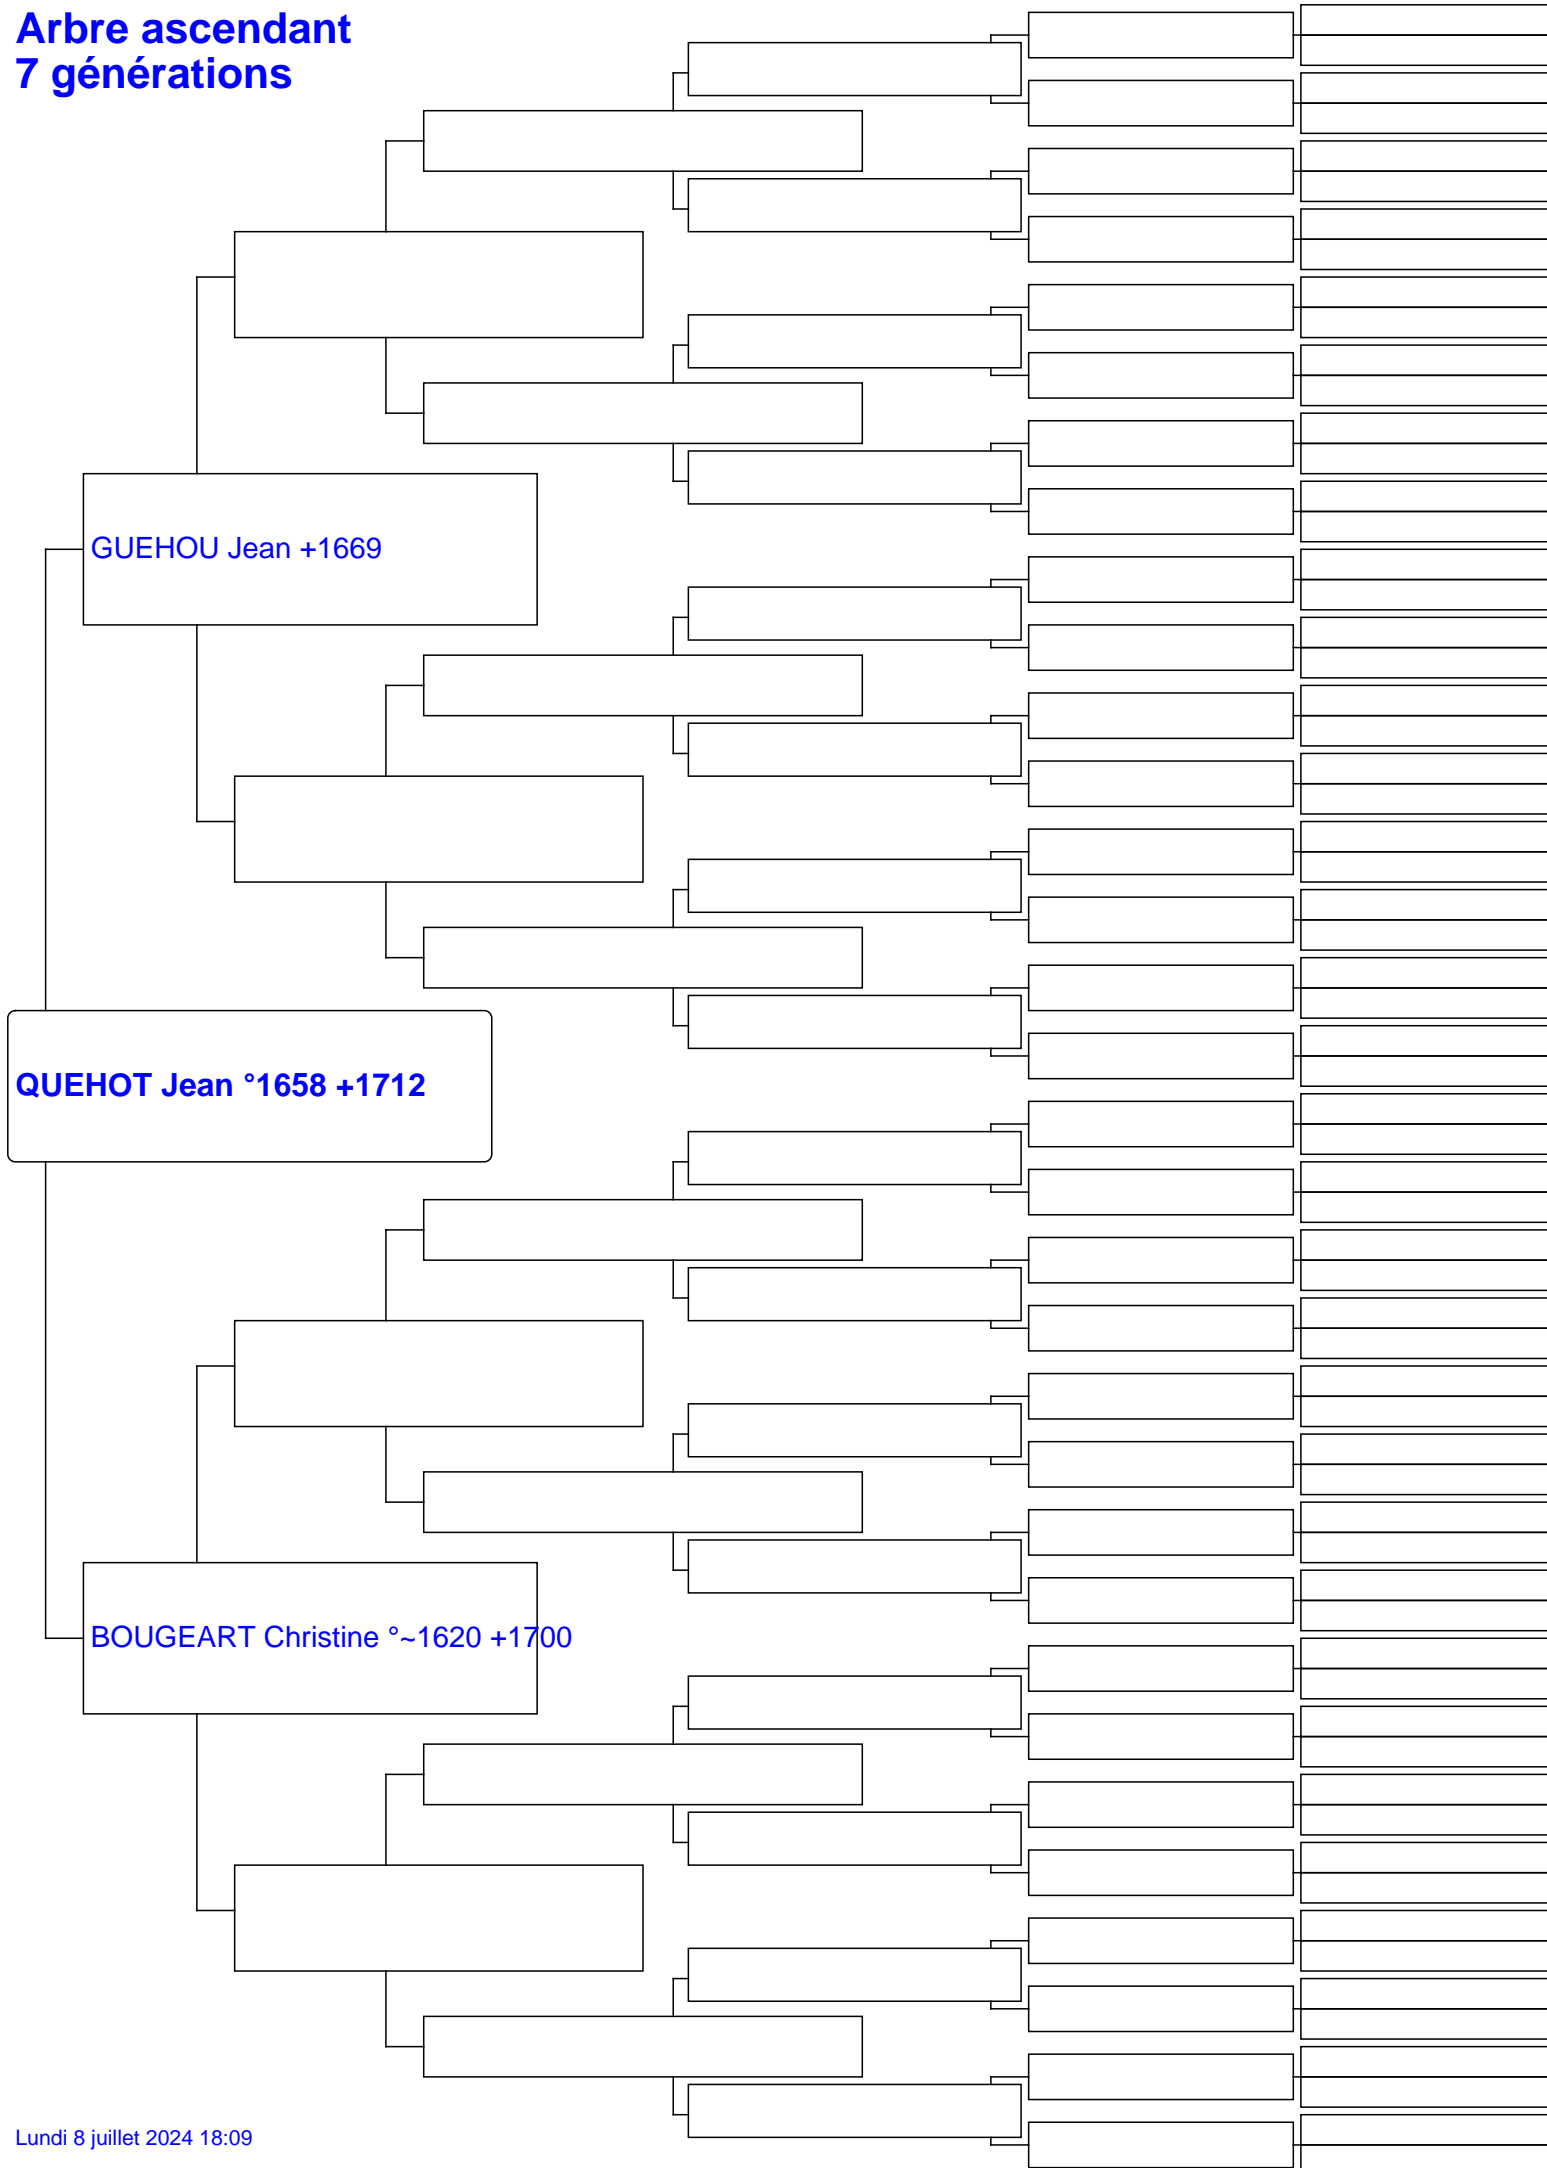 Arbre ascendant
7 générations
GUEHOU Jean +1669
QUEHOT Jean °1658 +1712
BOUGEART Christine °~1620 +1700
Lundi 8 juillet 2024 18:09